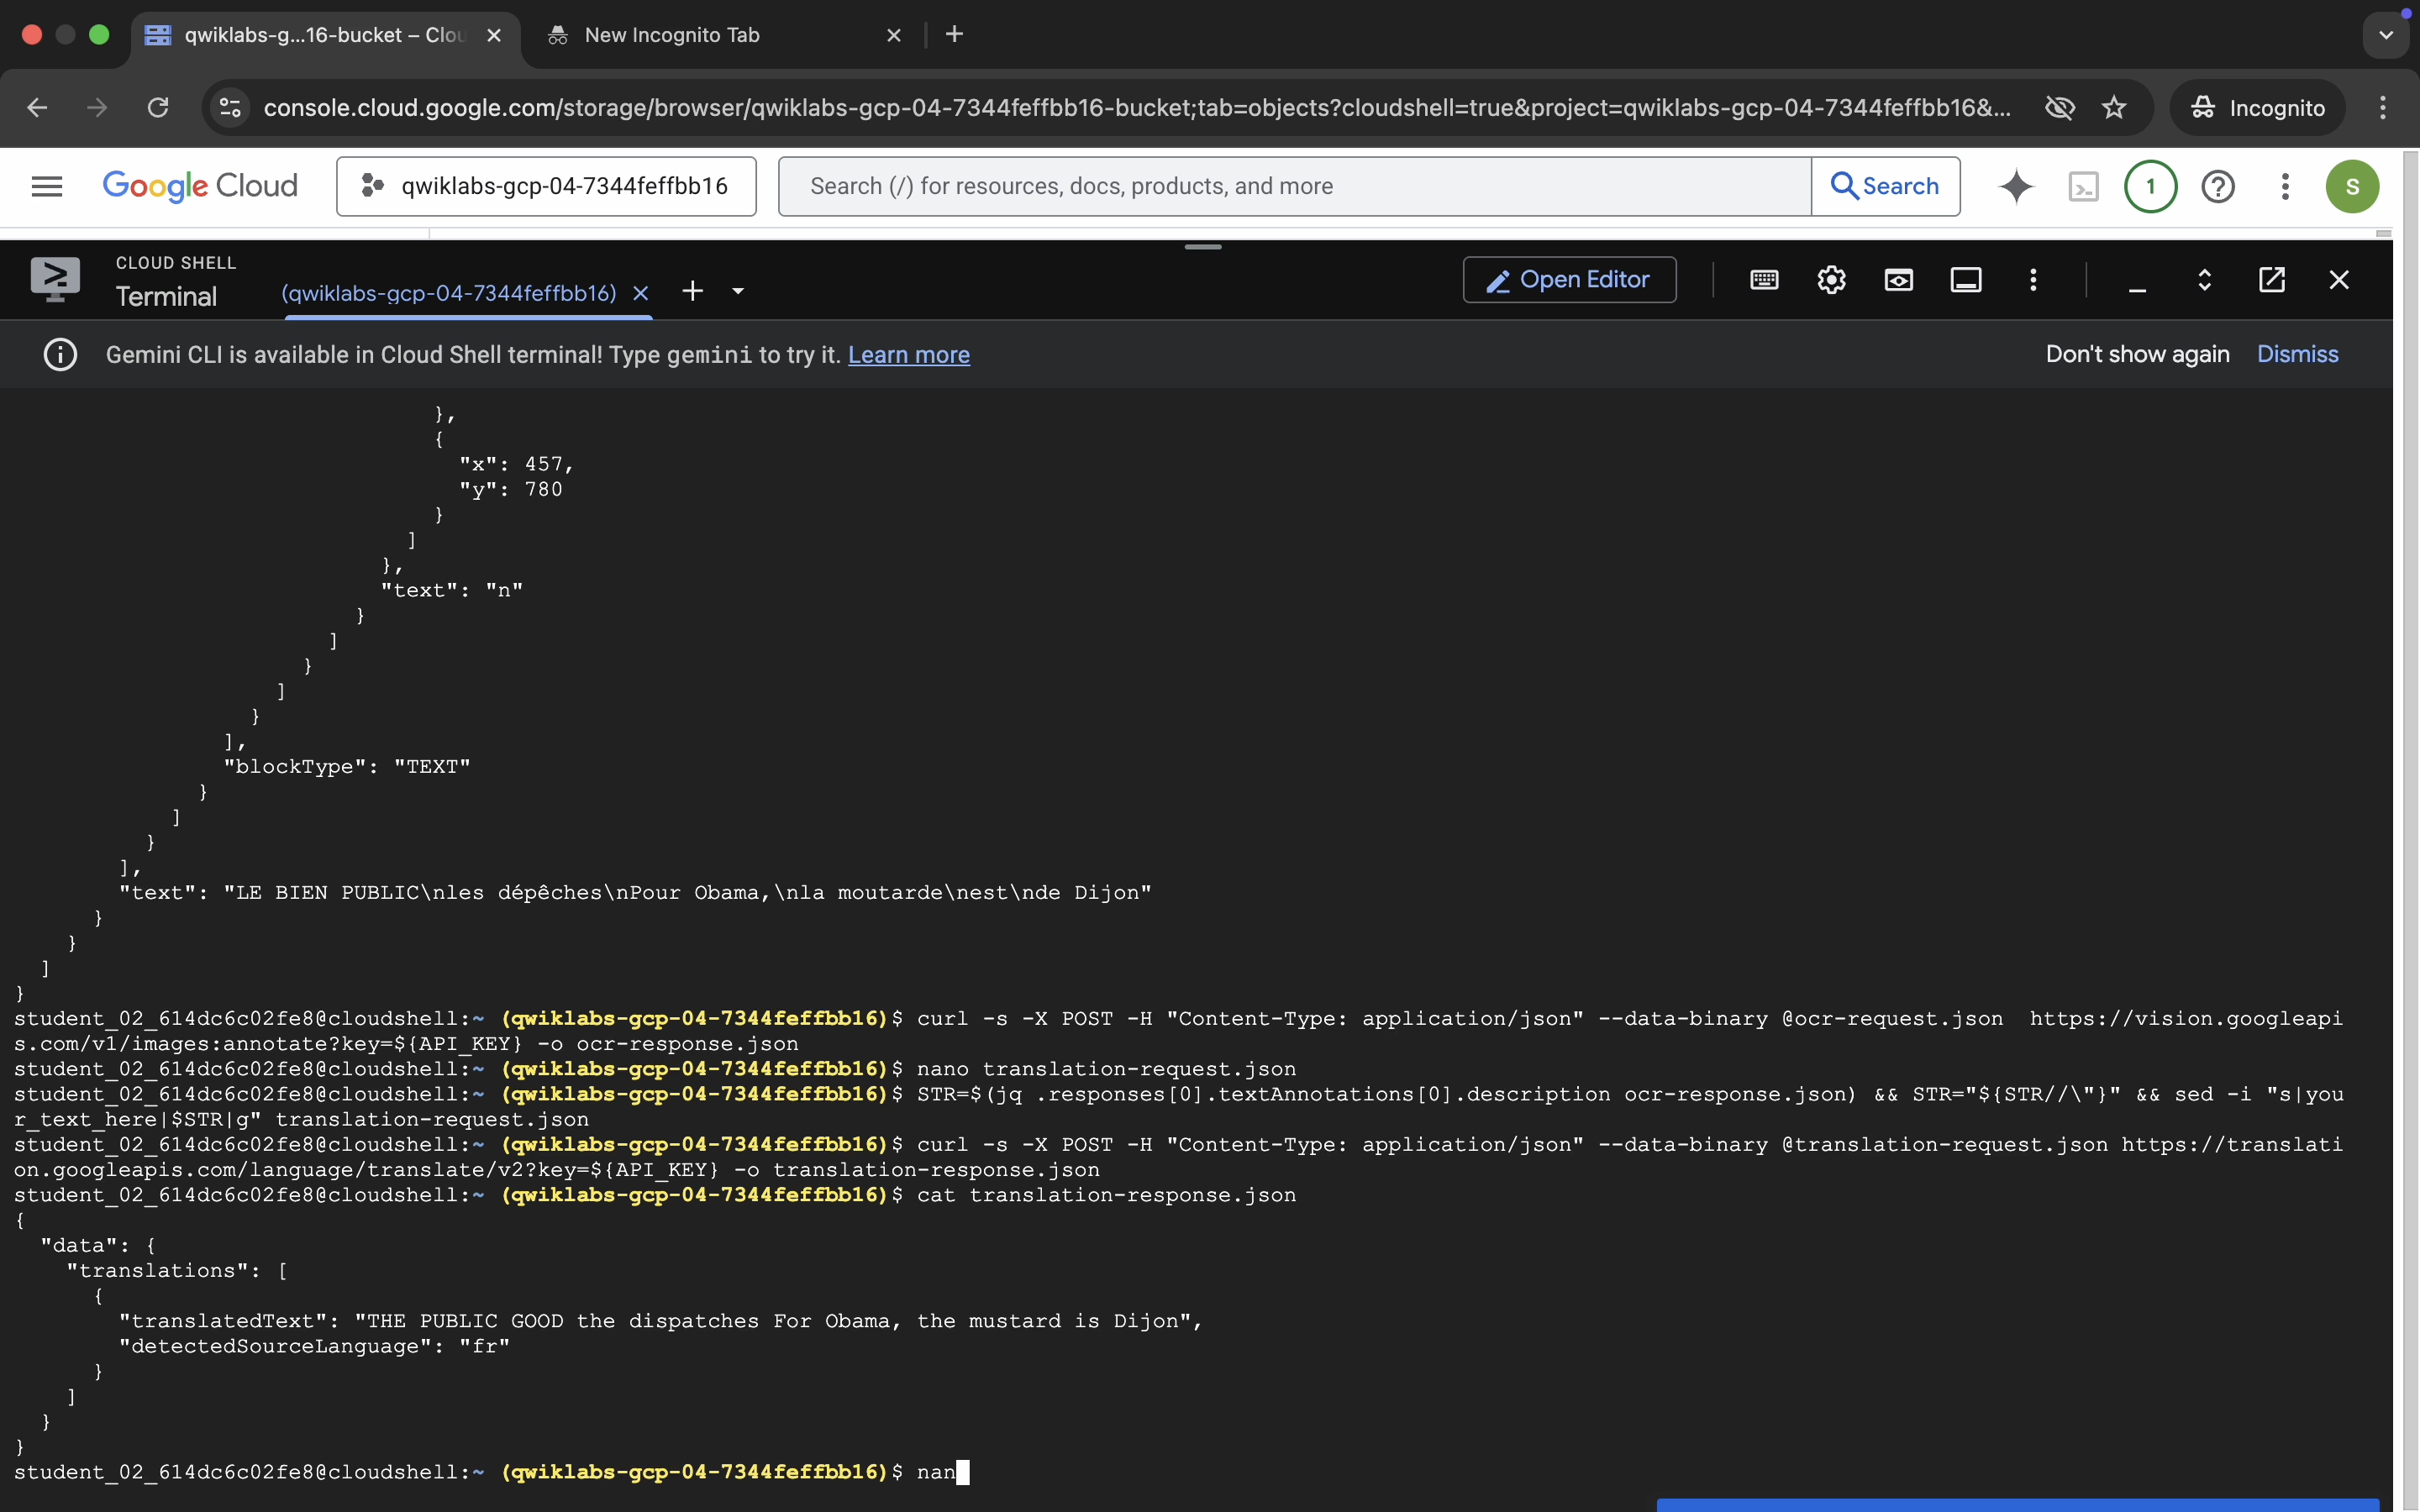 qwiklabs-g...16-bucket – Clou
New Incognito Tab
console.cloud.google.com/storage/browser/qwiklabs-gcp-04-7344feffbb16-bucket;tab=objects?cloudshell=true&project=qwiklabs-gcp-04-7344feffbb16&...
Incognito
Google Cloud
qwiklabs-gcp-04-7344feffbb16
Search (/) for resources, docs, products, and more
Search
1
S
CLOUD SHELL
Terminal
(qwiklabs-gcp-04-7344feffbb16)
Open Editor
Gemini CLI is available in Cloud Shell terminal! Type gemini to try it. Learn more
Don't show again
Dismiss
},
{
"x": 457,
"y": 780
}
]
},
"text": "n"
}
]
}
]
}
],
"blockType": "TEXT"
}
]
}
],
"text": "LE BIEN PUBLIC\nles dépêches\nPour Obama,\nla moutarde\nest\nde Dijon"
}
}
]
}
student_02_614dc6c02fe8@cloudshell:~ (qwiklabs-gcp-04-7344feffbb16)$ curl -s -X POST -H "Content-Type: application/json" --data-binary @ocr-request.json  https://vision.googleapi
s.com/v1/images:annotate?key=${API_KEY} -o ocr-response.json
student_02_614dc6c02fe8@cloudshell:~ (qwiklabs-gcp-04-7344feffbb16)$ nano translation-request.json
student_02_614dc6c02fe8@cloudshell:~ (qwiklabs-gcp-04-7344feffbb16)$ STR=$(jq .responses[0].textAnnotations[0].description ocr-response.json) && STR="${STR//\"}" && sed -i "s|you
r_text_here|$STR|g" translation-request.json
student_02_614dc6c02fe8@cloudshell:~ (qwiklabs-gcp-04-7344feffbb16)$ curl -s -X POST -H "Content-Type: application/json" --data-binary @translation-request.json https://translati
on.googleapis.com/language/translate/v2?key=${API_KEY} -o translation-response.json
student_02_614dc6c02fe8@cloudshell:~ (qwiklabs-gcp-04-7344feffbb16)$ cat translation-response.json
{
"data": {
"translations": [
{
"translatedText": "THE PUBLIC GOOD the dispatches For Obama, the mustard is Dijon",
"detectedSourceLanguage": "fr"
}
]
}
}
student_02_614dc6c02fe8@cloudshell:~ (qwiklabs-gcp-04-7344feffbb16)$ nan